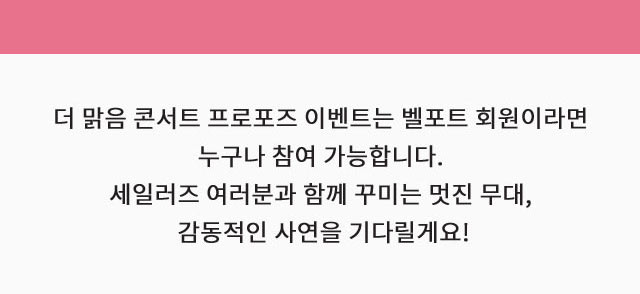 더 맑음 콘서트 프로포즈 이벤트는 벨포트 회원이라면
누구나 참여 가능합니다.
세일러즈 여러분과 함께 꾸미는 멋진 무대,
감동적인 사연을 기다릴게요!